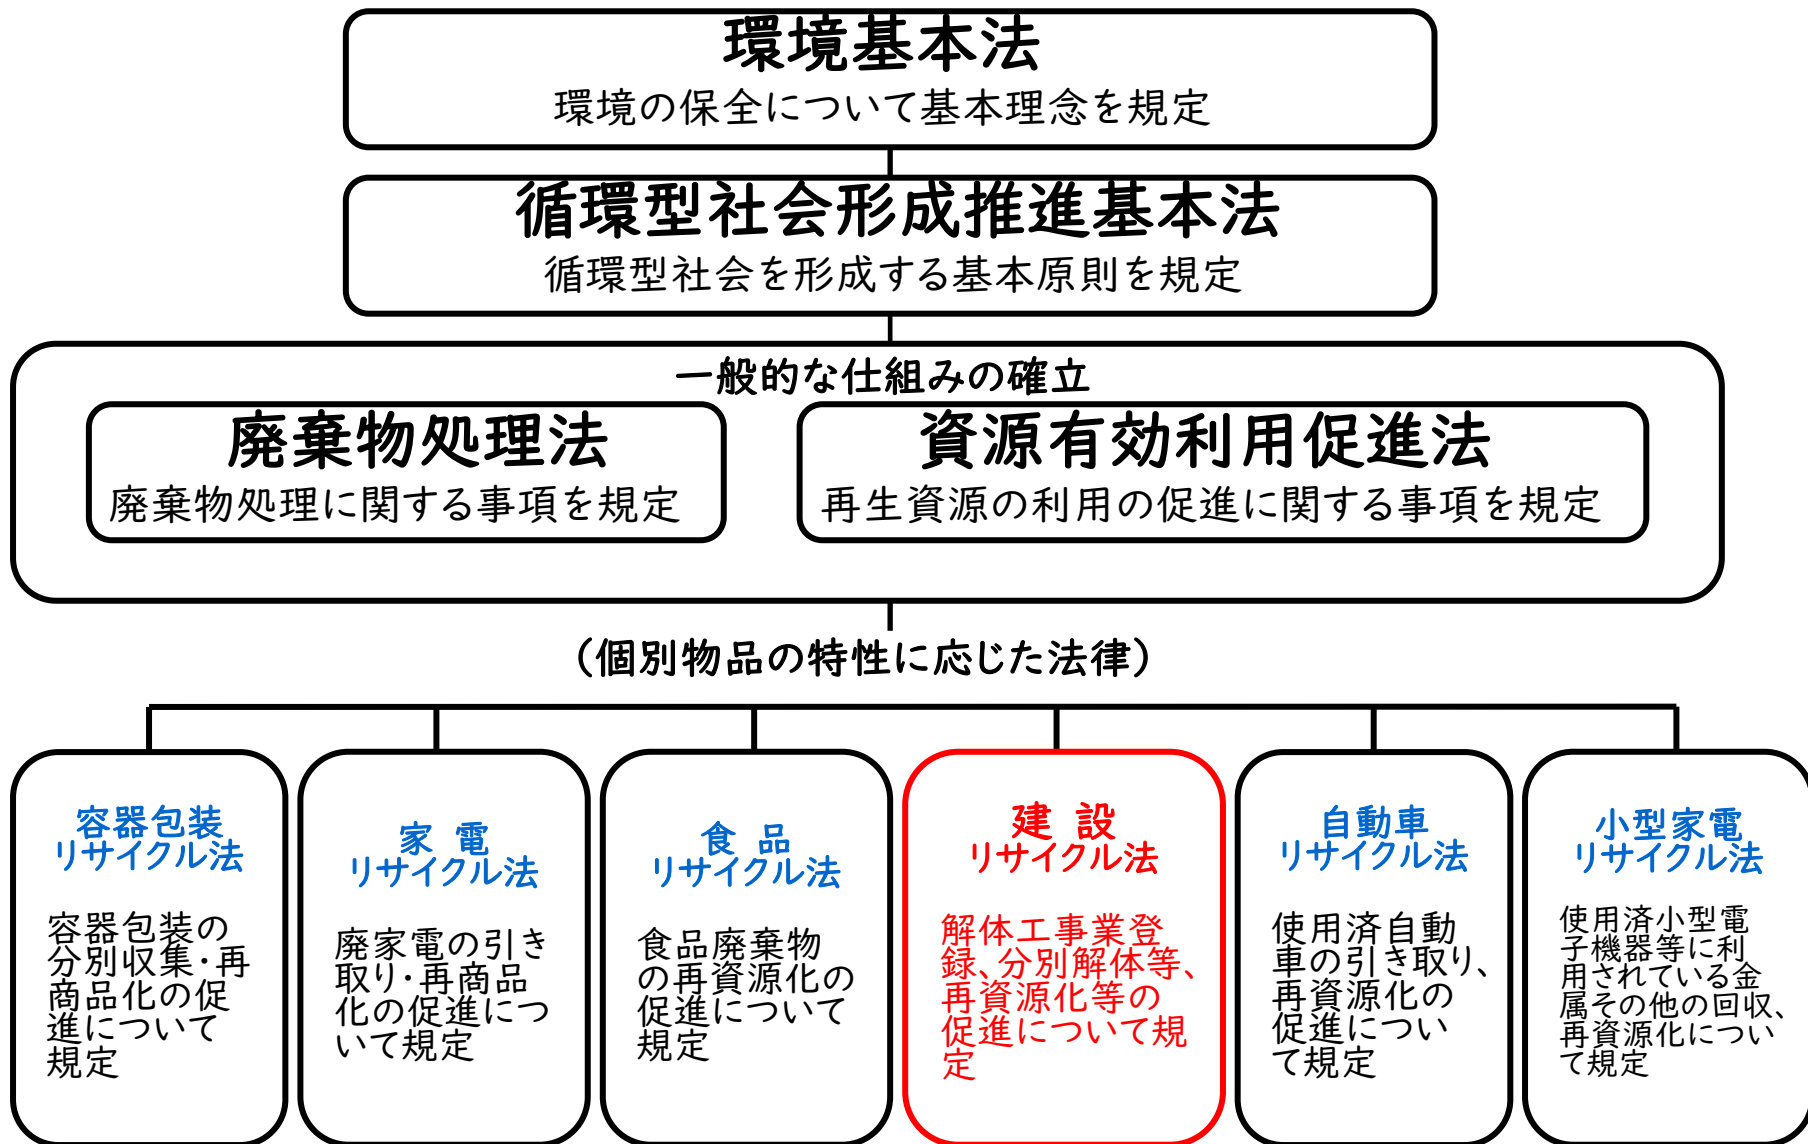 環境基本法
環境の保全について基本理念を規定
循環型社会形成推進基本法
循環型社会を形成する基本原則を規定
一般的な仕組みの確立
廃棄物処理法
廃棄物処理に関する事項を規定
資源有効利用促進法
再生資源の利用の促進に関する事項を規定
（個別物品の特性に応じた法律）
容器包装
リサイクル法
容器包装の
分別収集・再
商品化の促
進について
規定
家 電
リサイクル法
廃家電の引き
取り・再商品
化の促進につ
いて規定
食 品
リサイクル法
食品廃棄物
の再資源化の
促進について
規定
建 設
リサイクル法
解体工事業登
録、分別解体等、
再資源化等の
促進について規
定
自動車
リサイクル法
使用済自動
車の引き取り、
再資源化の
促進につい
て規定
小型家電
リサイクル法
使用済小型電
子機器等に利
用されている金
属その他の回収、
再資源化につい
て規定